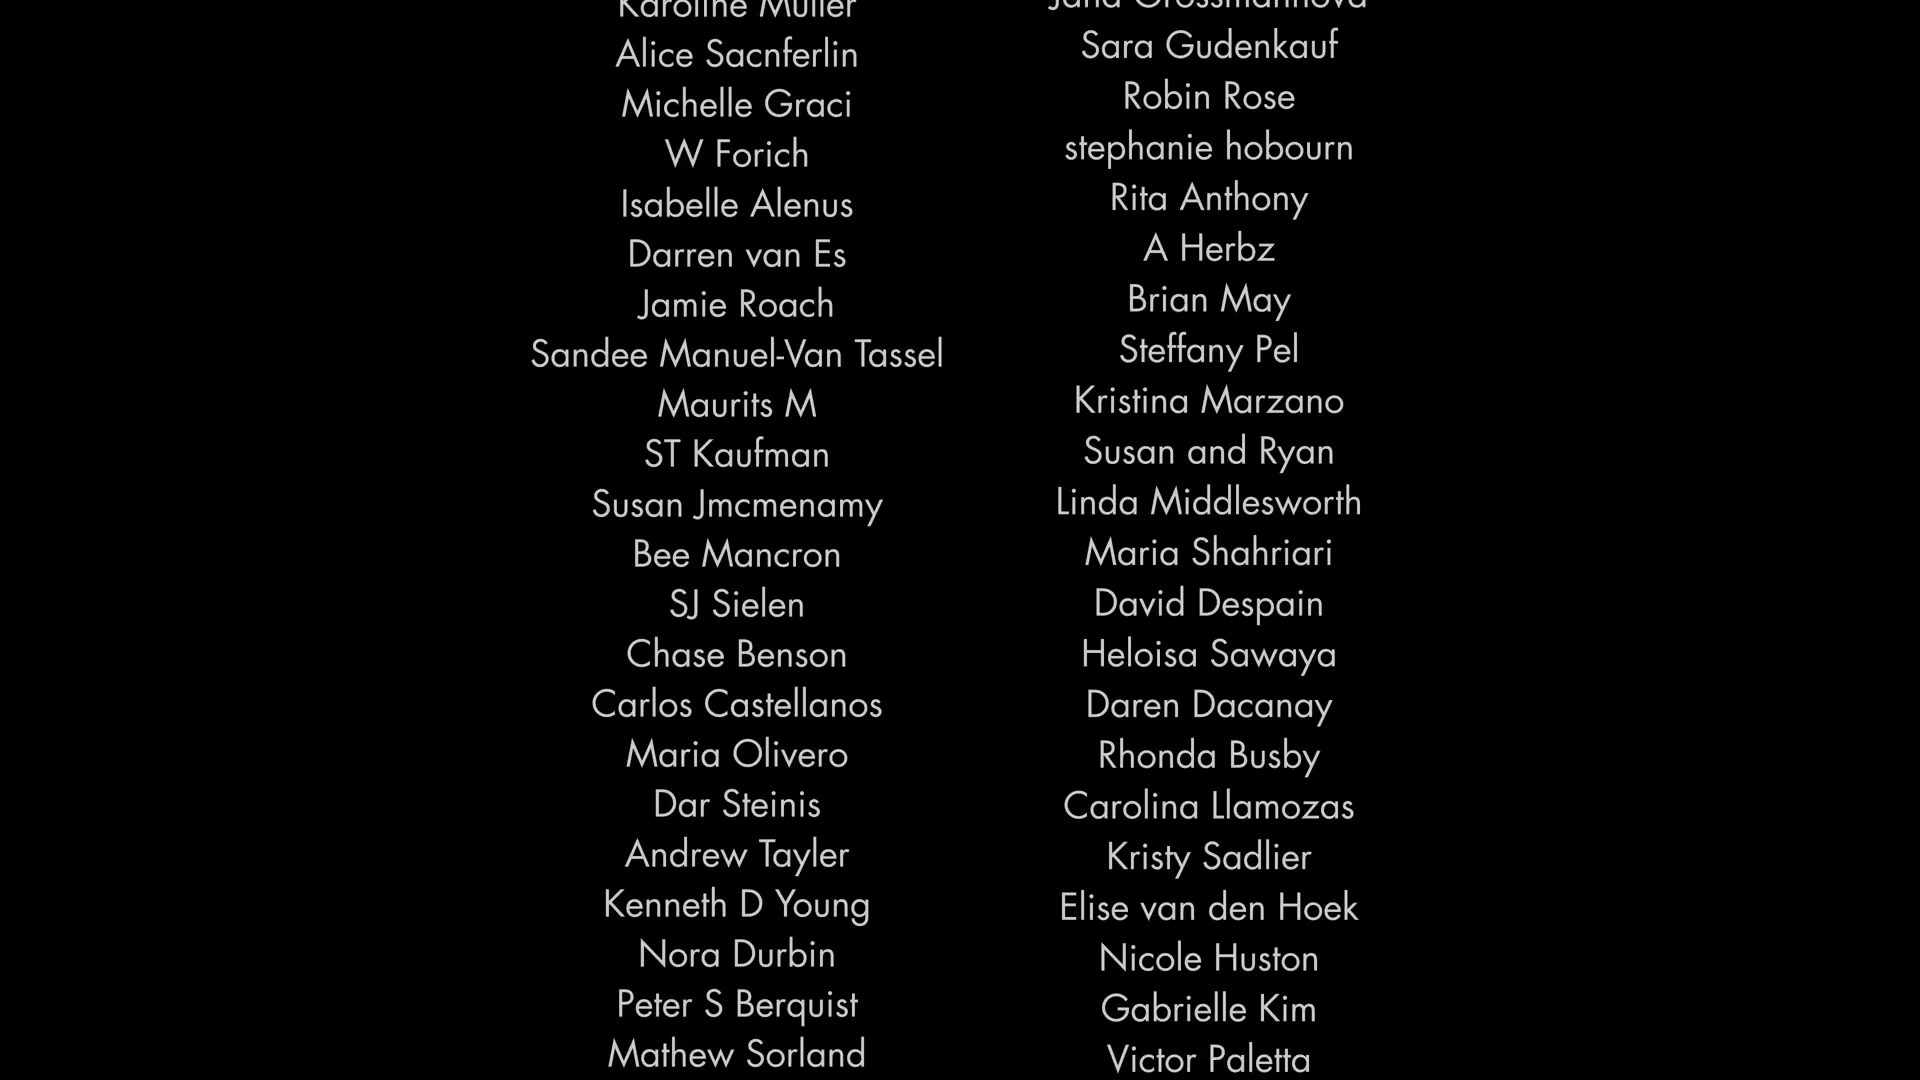 Karoline Muller
Alice Sacnferlin
Michelle Graci
W Forich
Isabelle Alenus
Darren van Es
Jamie Roach
Sandee Manuel-Van Tassel
Maurits M
ST Kaufman
Susan Jmcmenamy
Bee Mancron
SJ Sielen
Chase Benson
Carlos Castellanos
Maria Olivero
Dar Steinis
Andrew Tayler
Kenneth D Young
Nora Durbin
Peter S Berquist
Mathew Sorland
Jana Grossmannova
Sara Gudenkauf
Robin Rose
stephanie hobourn
Rita Anthony
A Herbz
Brian May
Steffany Pel
Kristina Marzano
Susan and Ryan
Linda Middlesworth
Maria Shahriari
David Despain
Heloisa Sawaya
Daren Dacanay
Rhonda Busby
Carolina Llamozas
Kristy Sadlier
Elise van den Hoek
Nicole Huston
Gabrielle Kim
Victor Paletta